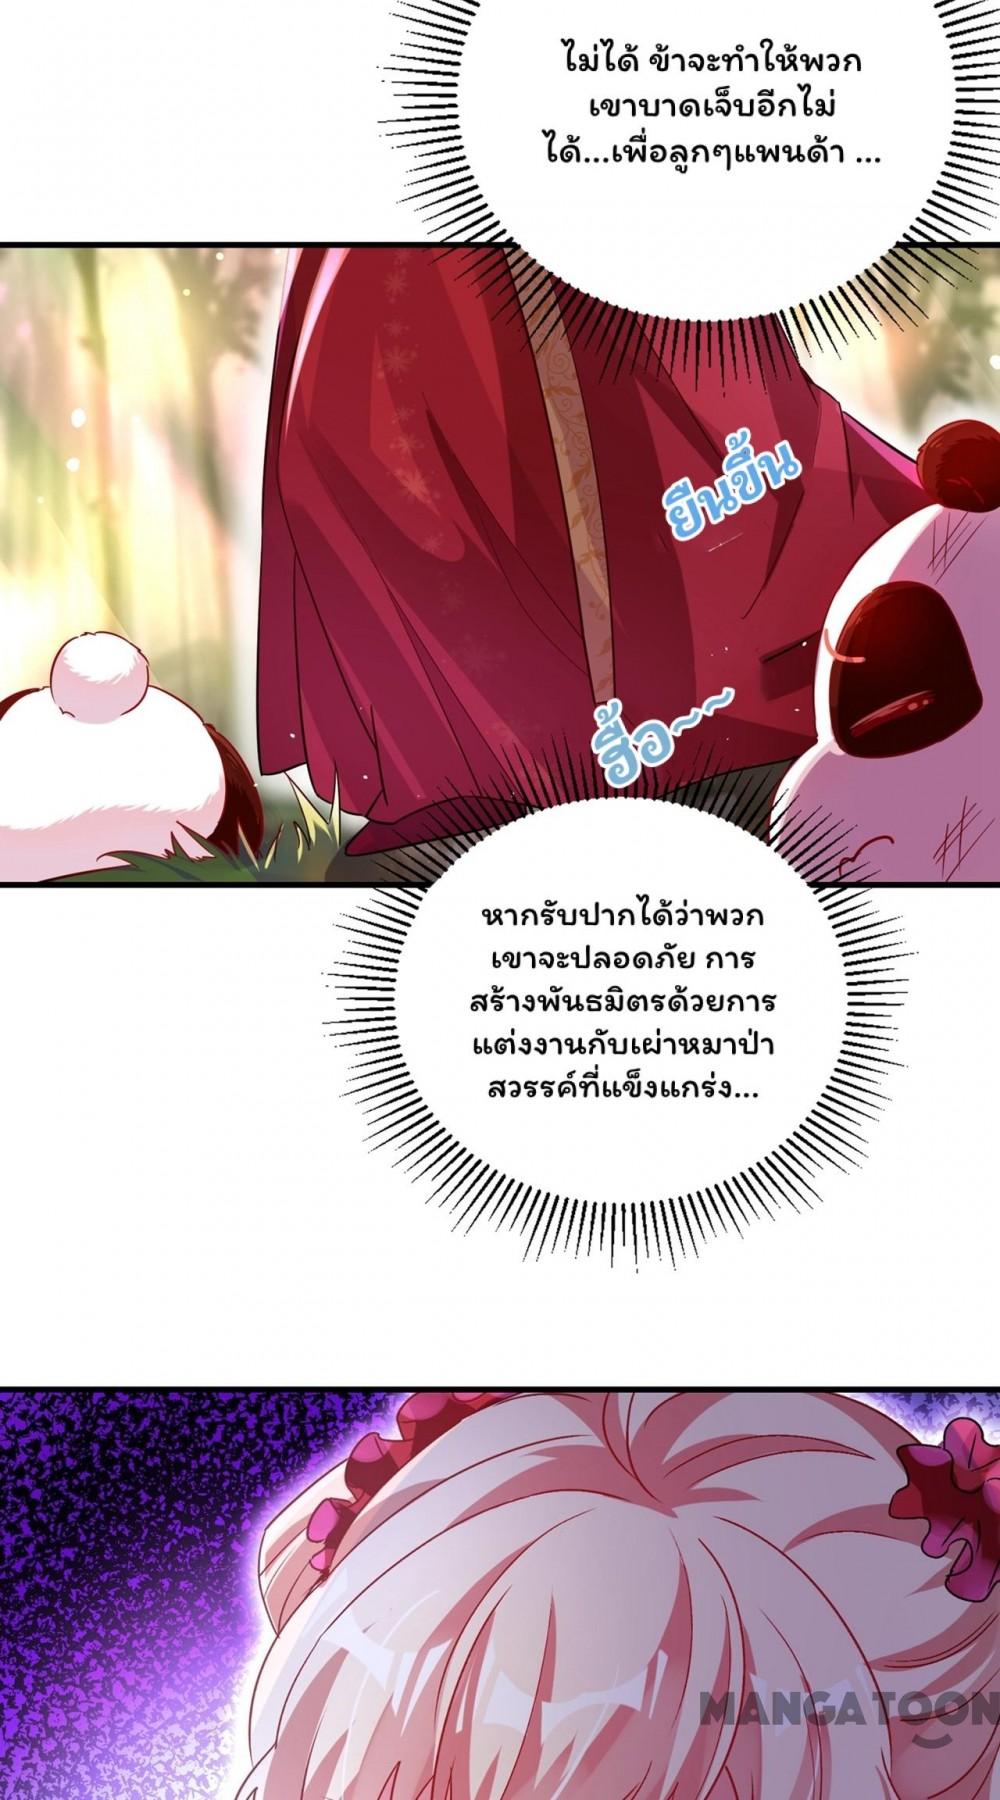 ไม่ได้ ข้าจะทำให้พวก
เขาบาดเจ็บอีกไม่
ได้...เพื่อลูกๆแพนด้า ...
ยืนขึ้น
ฮื้อ~~
หากรับปากได้ว่าพวก
เขาจะปลอดภัย การ
สร้างพันธมิตรด้วยการ
แต่งงานกับเผ่าหมาป่า
สวรรค์ที่แข็งแกร่ง...
MANGATOON